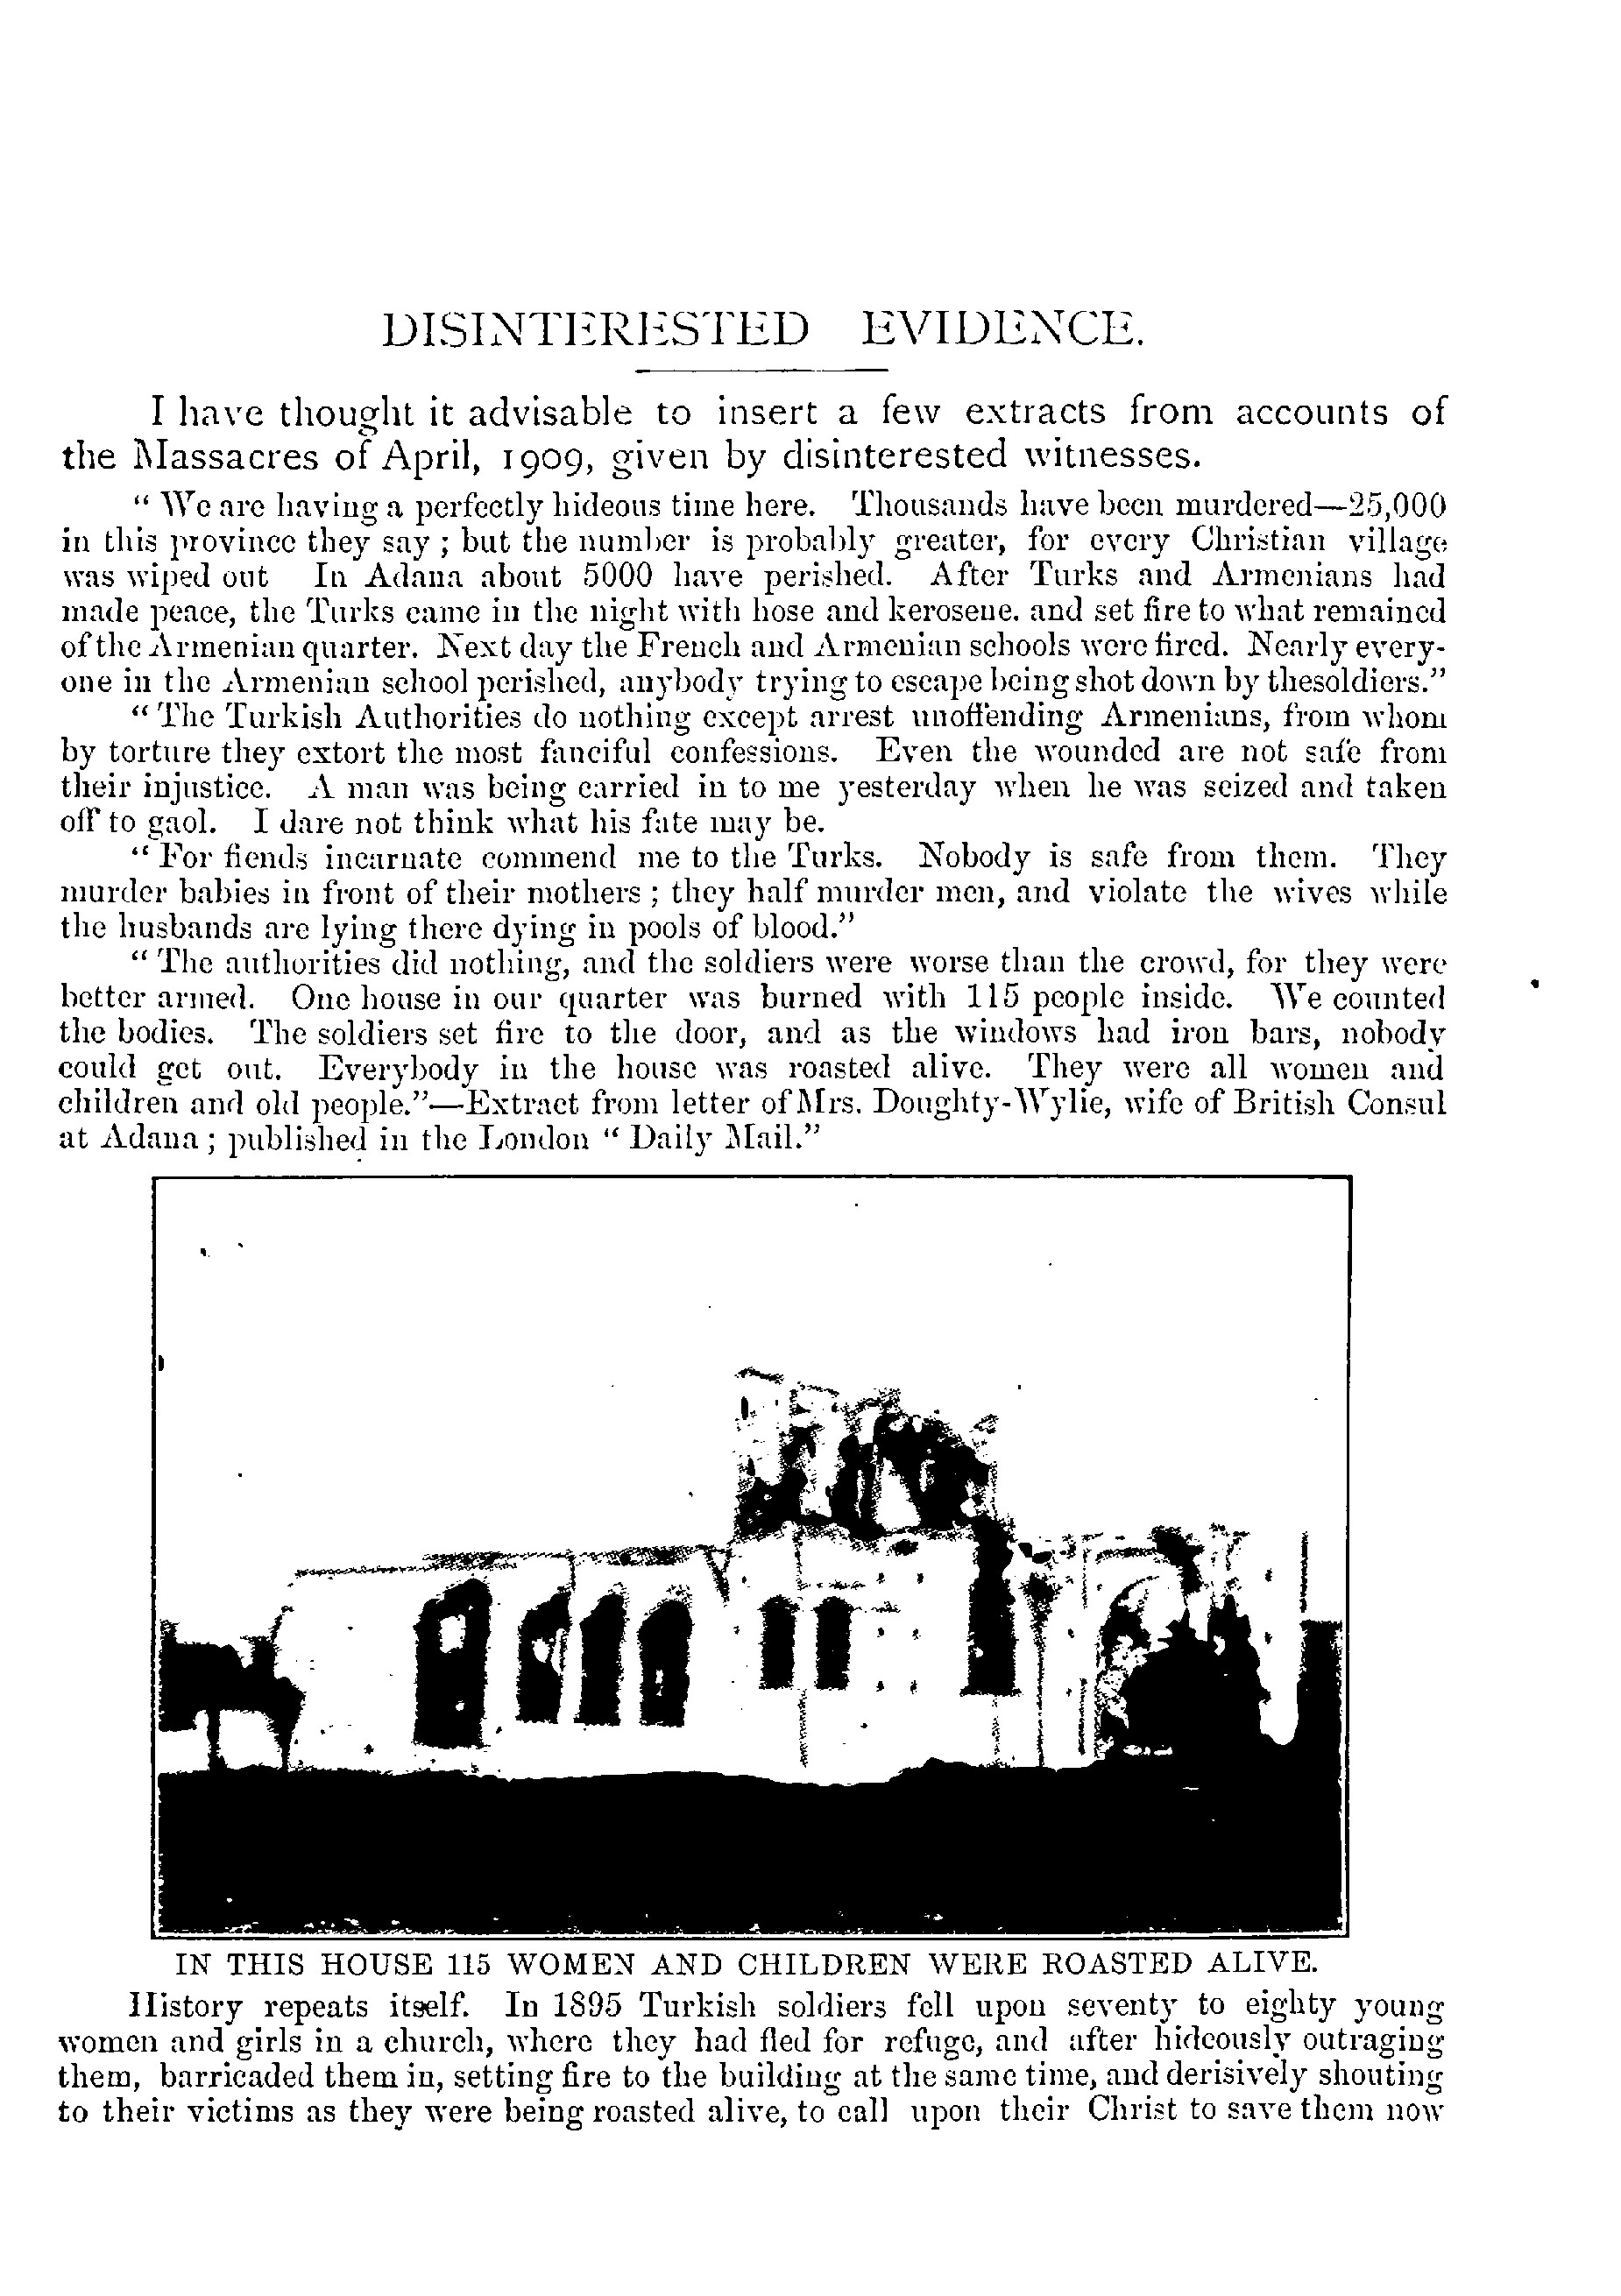 DISINTERESTED EVIDENCE.
I have thought it advisable to insert a few extracts from accounts of
the Massacres of April, 1909, given by disinterested witnesses.
“ We are having a perfectly hideous time here. Thousands have been murdered—25,000
in this province they say ; but the number is probably greater, for every Christian village
was wiped out In Adana about 5000 have perished. After Turks and Armenians had
made peace, the Turks came in the night with hose and kerosene. and set fire to what remained
of the Armenian quarter. Next day the French and Armenian schools were fired. Nearly every-
one in the Armenian school perished, anybody trying to escape being shot down by thesoldiers.”
“ The Turkish Authorities do nothing except arrest unoffending Armenians, from whom
by torture they extort the most fanciful confessions. Even the wounded are not safe from
their injustice. A man was being carried in to me yesterday when he was seized and taken
off to gaol. I dare not think what his fate may be.
“ For fiends incarnate commend me to the Turks. Nobody is safe from them. They
murder babies in front of their mothers ; they half murder men, and violate the wives while
the husbands are lying there dying in pools of blood.”
“ The authorities did nothing, and the soldiers were worse than the crowd, for they were
better armed. One house in our quarter was burned with 115 people inside. We counted
the bodies. The soldiers set fire to the door, and as the windows had iron bars, nobody
could get out. Everybody in the house was roasted alive. They were all women and
children and old people.”—Extract from letter of Mrs. Doughty-Wylie, wife of British Consul
at Adana ; published in the London “ Daily Mail.”
IN THIS HOUSE 115 WOMEN AND CHILDREN WERE ROASTED ALIVE.
History repeats itself. In 1895 Turkish soldiers fell upon seventy to eighty young
women and girls in a church, where they had fled for refuge, and after hideously outraging
them, barricaded them in, setting fire to the building at the same time, and derisively shouting
to their victims as they were being roasted alive, to call upon their Christ to save them now